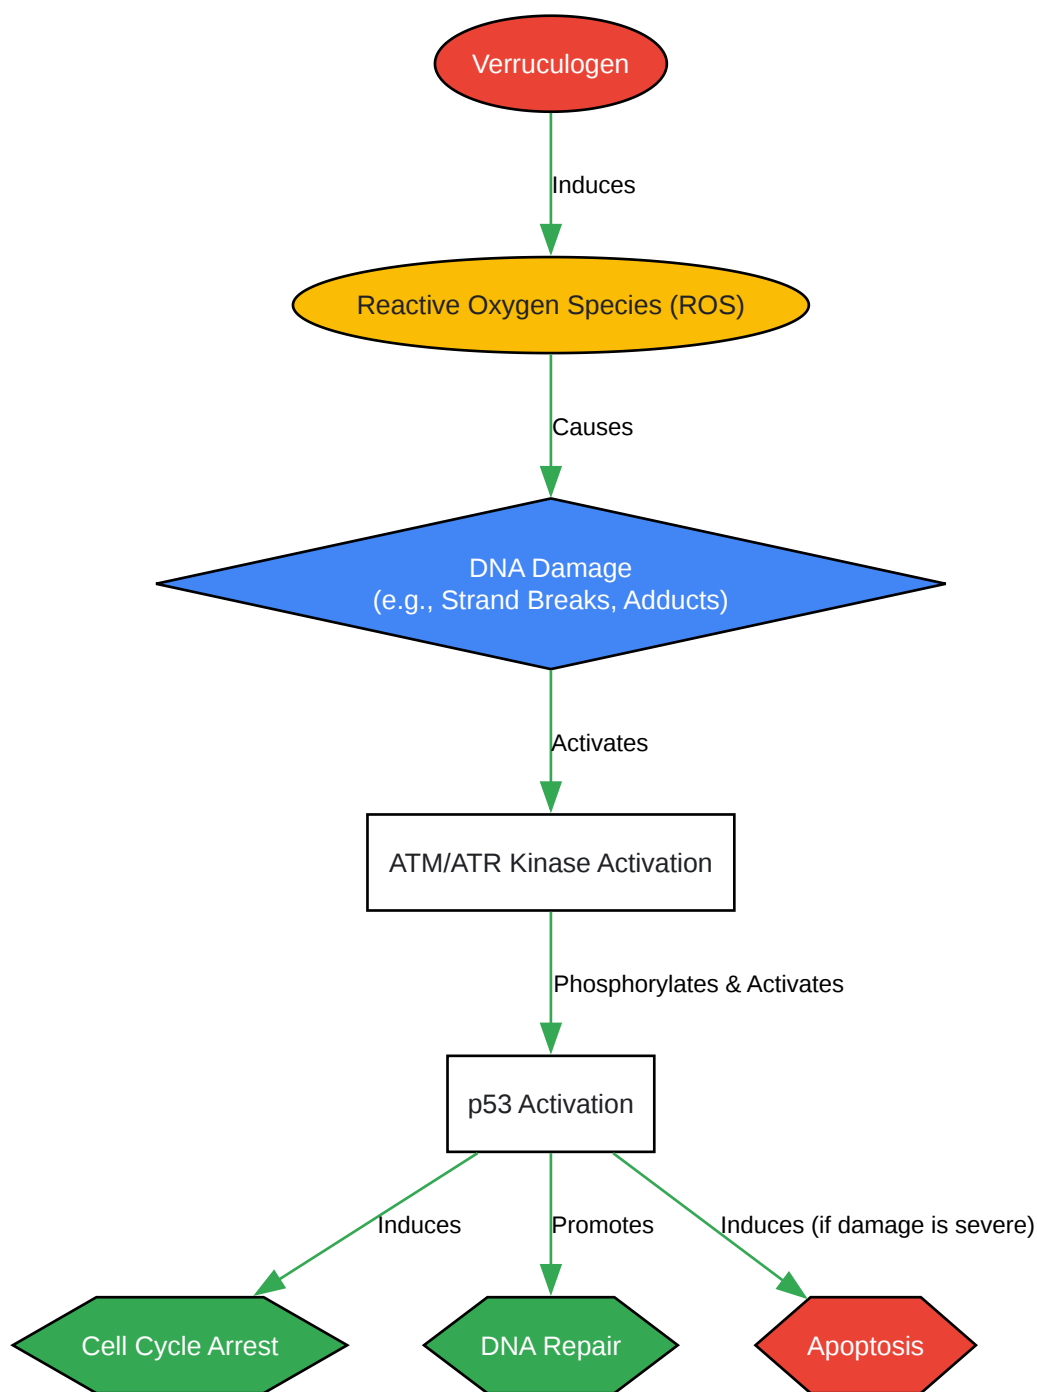 Verruculogen
Induces
Reactive Oxygen Species (ROS)
Causes
DNA Damage
(e.g., Strand Breaks, Adducts)
Activates
ATM/ATR Kinase Activation
Phosphorylates & Activates
p53 Activation
Induces
Promotes
Induces (if damage is severe)
Cell Cycle Arrest
DNA Repair
Apoptosis